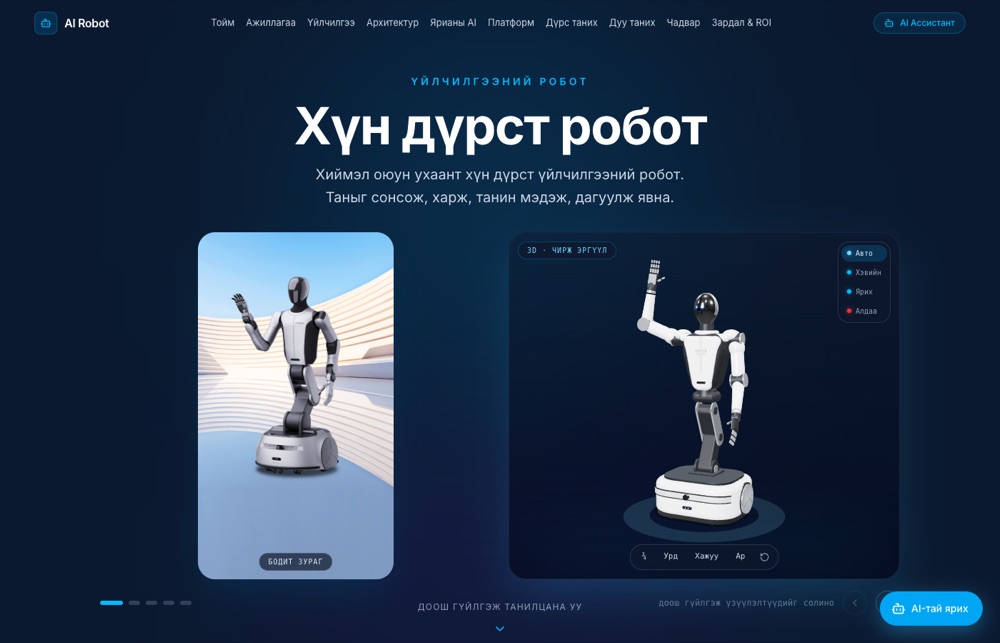 AI Robot
Тойм Ажиллагаа Үйлчилгээ Архитектур Ярианы AI Платформ Дүрс таних Дуу таних Чадвар Зардал & ROI
AI Ассистант
ҮЙЛЧИЛГЭЭНИЙ РОБОТ
Хүн дүрст робот
Хиймэл оюун ухаант хүн дүрст үйлчилгээний робот.
Таныг сонсож, харж, танин мэдэж, дагуулж явна.
3D · ЧИРЖ ЭРГҮҮЛ
Авто
Хэвийн
Ярих
Алдаа
БОДИТ ЗУРАГ
¾ Урд Хажуу Ар
ДООШ ГҮЙЛГЭЖ ТАНИЛЦАНА УУ
доош гүйлгэж үзүүлэлтүүдийг солино
AI-тай ярих